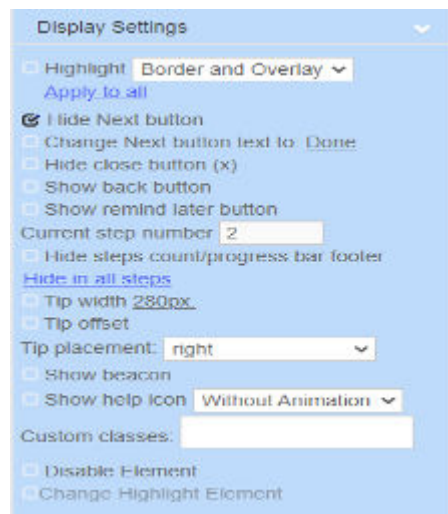 Display Settings
Highlight Border and Overlay
Apply to all
Hide Next button
Change Next button text to: Done
Hide close button (x)
Show back button
Show remind later button
Current step number 2
Hide steps count/progress bar footer
Hide in all steps
Tip width 280px
Tip offset
Tip placement: right
Show beacon
Show help icon Without Animation
Custom classes:
Disable Element
Change Highlight Element